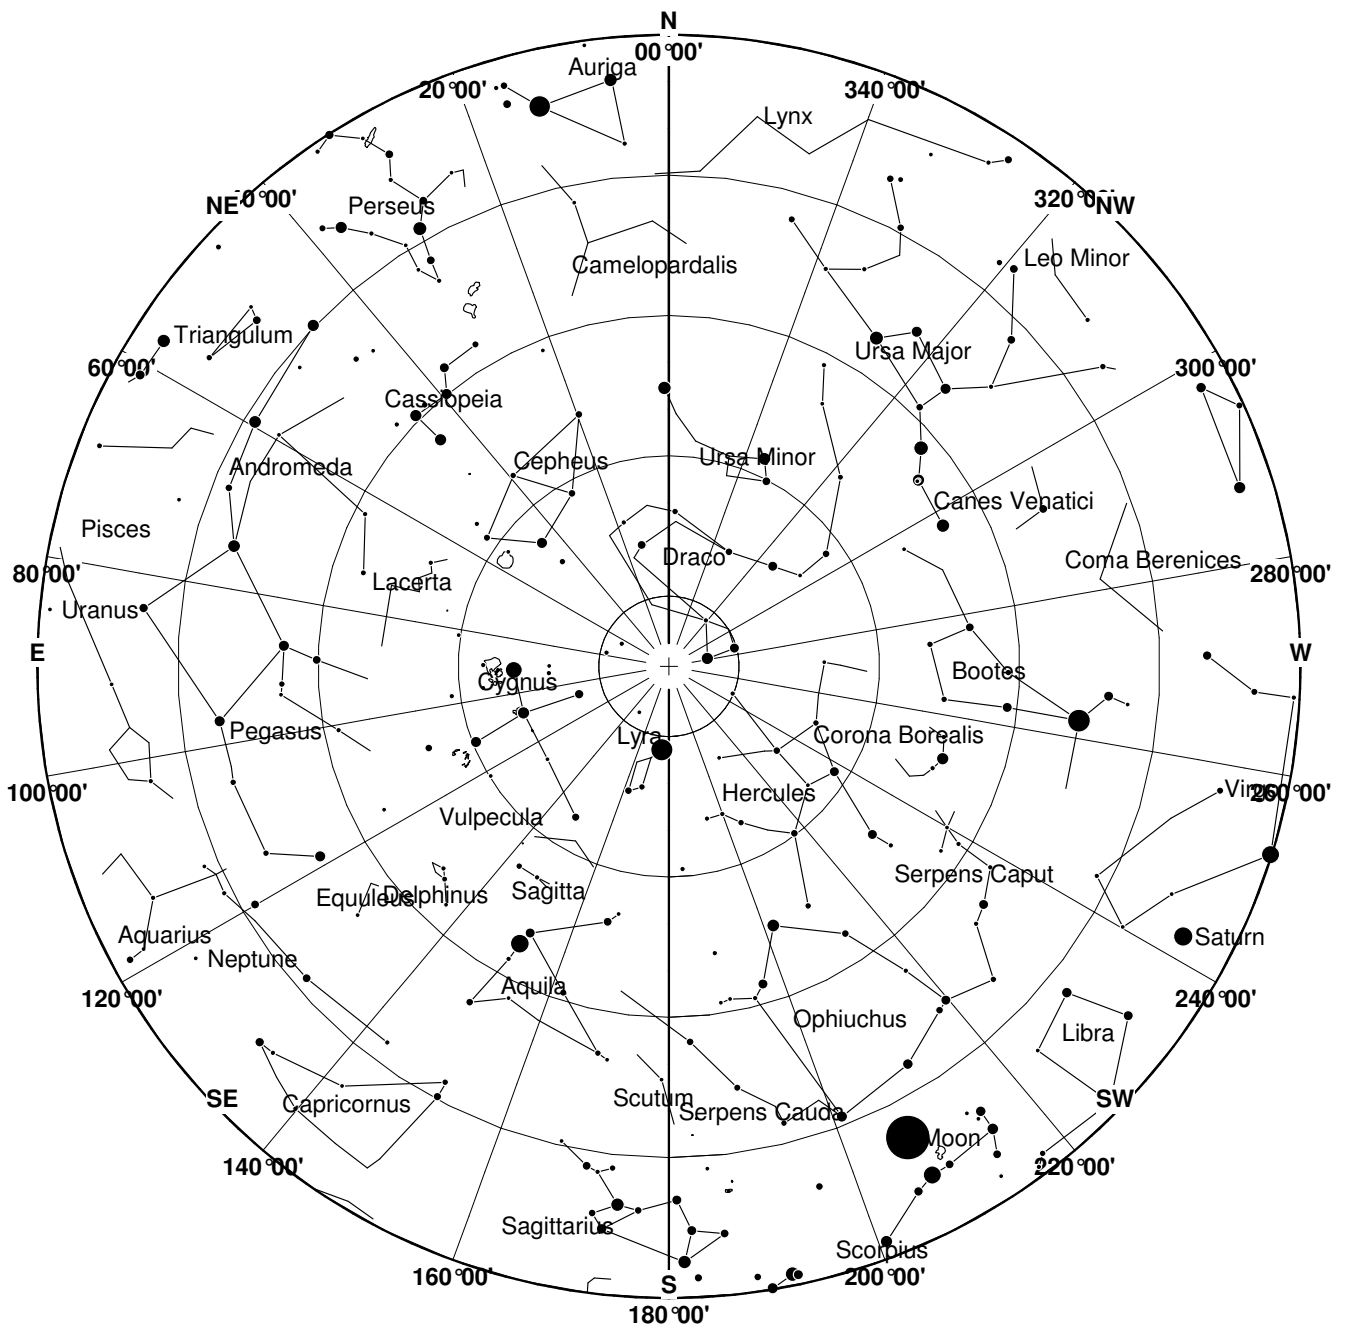 N
00°00'
Auriga
20°00'
340°00'
Lynx
NE
Perseus
NW
Leo Minor
Camelopardalis
Triangulum
Ursa Major
60°00'
300°00'
Cassiopeia
Andromeda
Cepheus
Ursa Minor
Canes Venatici
Pisces
Draco
Coma Berenices
80°00'
280°00'
Lacerta
Uranus
E
W
Cygnus
Bootes
Pegasus
Lyra
Corona Borealis
100°00'
Hercules
260°00'
Vulpecula
Serpens Caput
Equuleus
Delphinus
Sagitta
Aquarius
Saturn
Neptune
Aquila
120°00'
240°00'
Ophiuchus
Libra
SE
Capricornus
Scutum
Serpens Cauda
SW
Moon
140°00'
220°00'
Sagittarius
Scorpius
160°00'
S
200°00'
180°00'